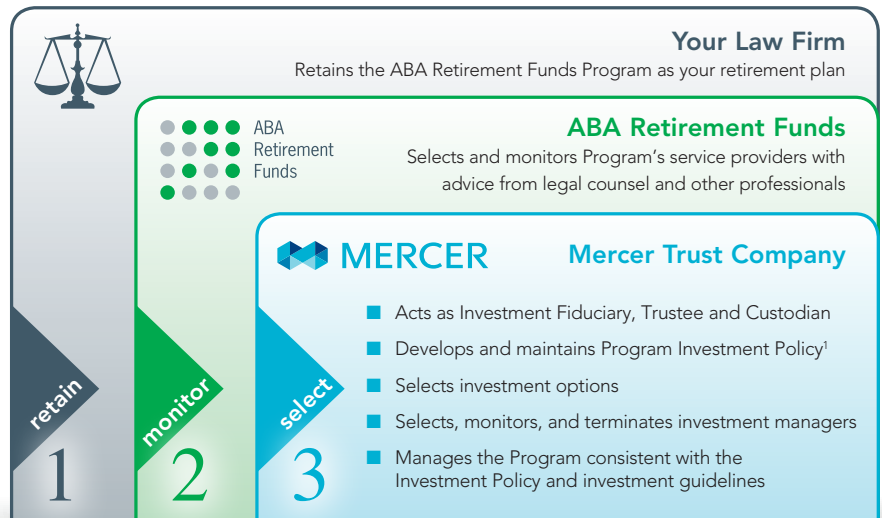 Your Law Firm
Retains the ABA Retirement Funds Program as your retirement plan
ABA
Retirement
Funds
ABA Retirement Funds
Selects and monitors Program’s service providers with
advice from legal counsel and other professionals
MERCER
Mercer Trust Company
■ Acts as Investment Fiduciary, Trustee and Custodian
■ Develops and maintains Program Investment Policy¹
■ Selects investment options
■ Selects, monitors, and terminates investment managers
■ Manages the Program consistent with the
Investment Policy and investment guidelines
retain
1
monitor
2
select
3